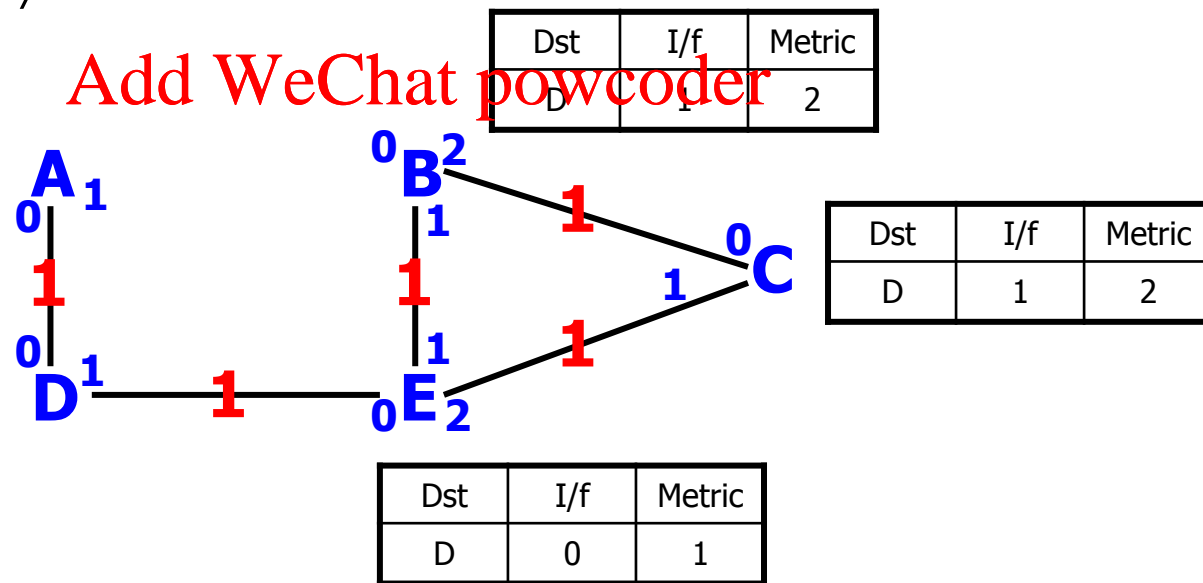 Dst I/f Metric
D 1 2
Add WeChat powcoder
0 B 2
A 1
0
1
1
Dst I/f Metric
D 1 2
0 C
1
1
1
1
0
1
D 1
1
0 E 2
1
Dst I/f Metric
D 0 1